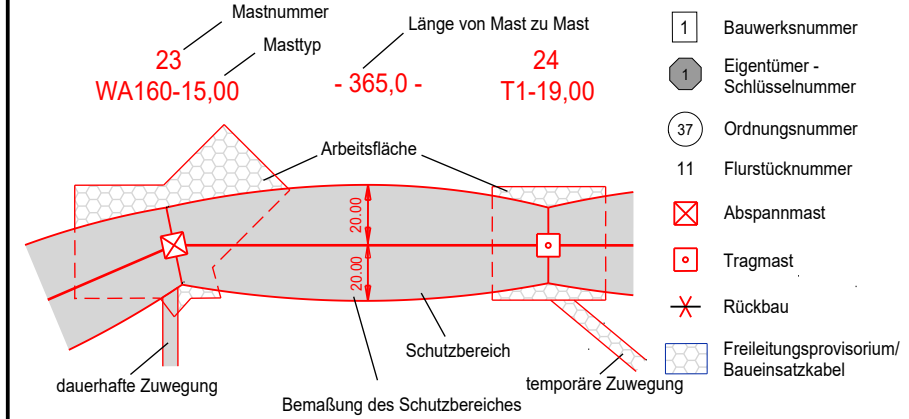 Mastnummer
Masttyp
Länge von Mast zu Mast
23
WA160-15,00
- 365,0 -
24
T1-19,00
Arbeitsfläche
20.00
20.00
Schutzbereich
dauerhafte Zuwegung
temporäre Zuwegung
Bemaßung des Schutzbereiches
1
Bauwerksnummer
1
Eigentümer -
Schlüsselnummer
37
Ordnungsnummer
11
Flurstücknummer
Abspannmast
Tragmast
Rückbau
Freileitungsprovisorium/
Baueinsatzkabel